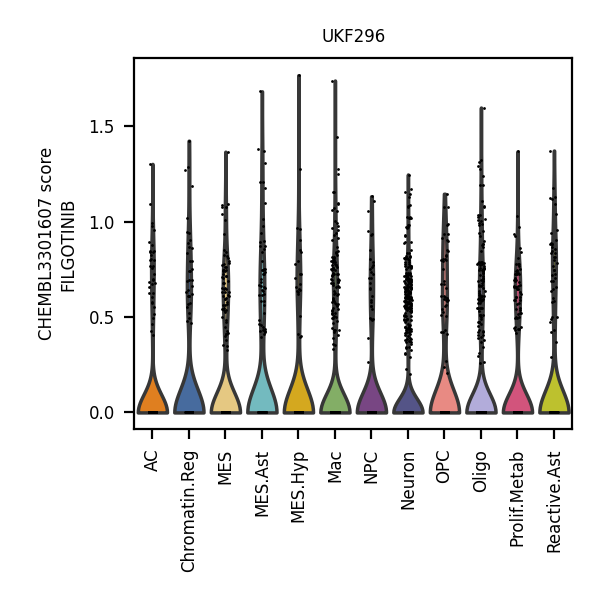 UKF296
CHEMBL3301607 score
FILGOTINIB
1.5
1.0
0.5
0.0
AC
Chromatin.Reg
MES
MES.Ast
MES.Hyp
Mac
NPC
Neuron
OPC
Oligo
Prolif.Metab
Reactive.Ast